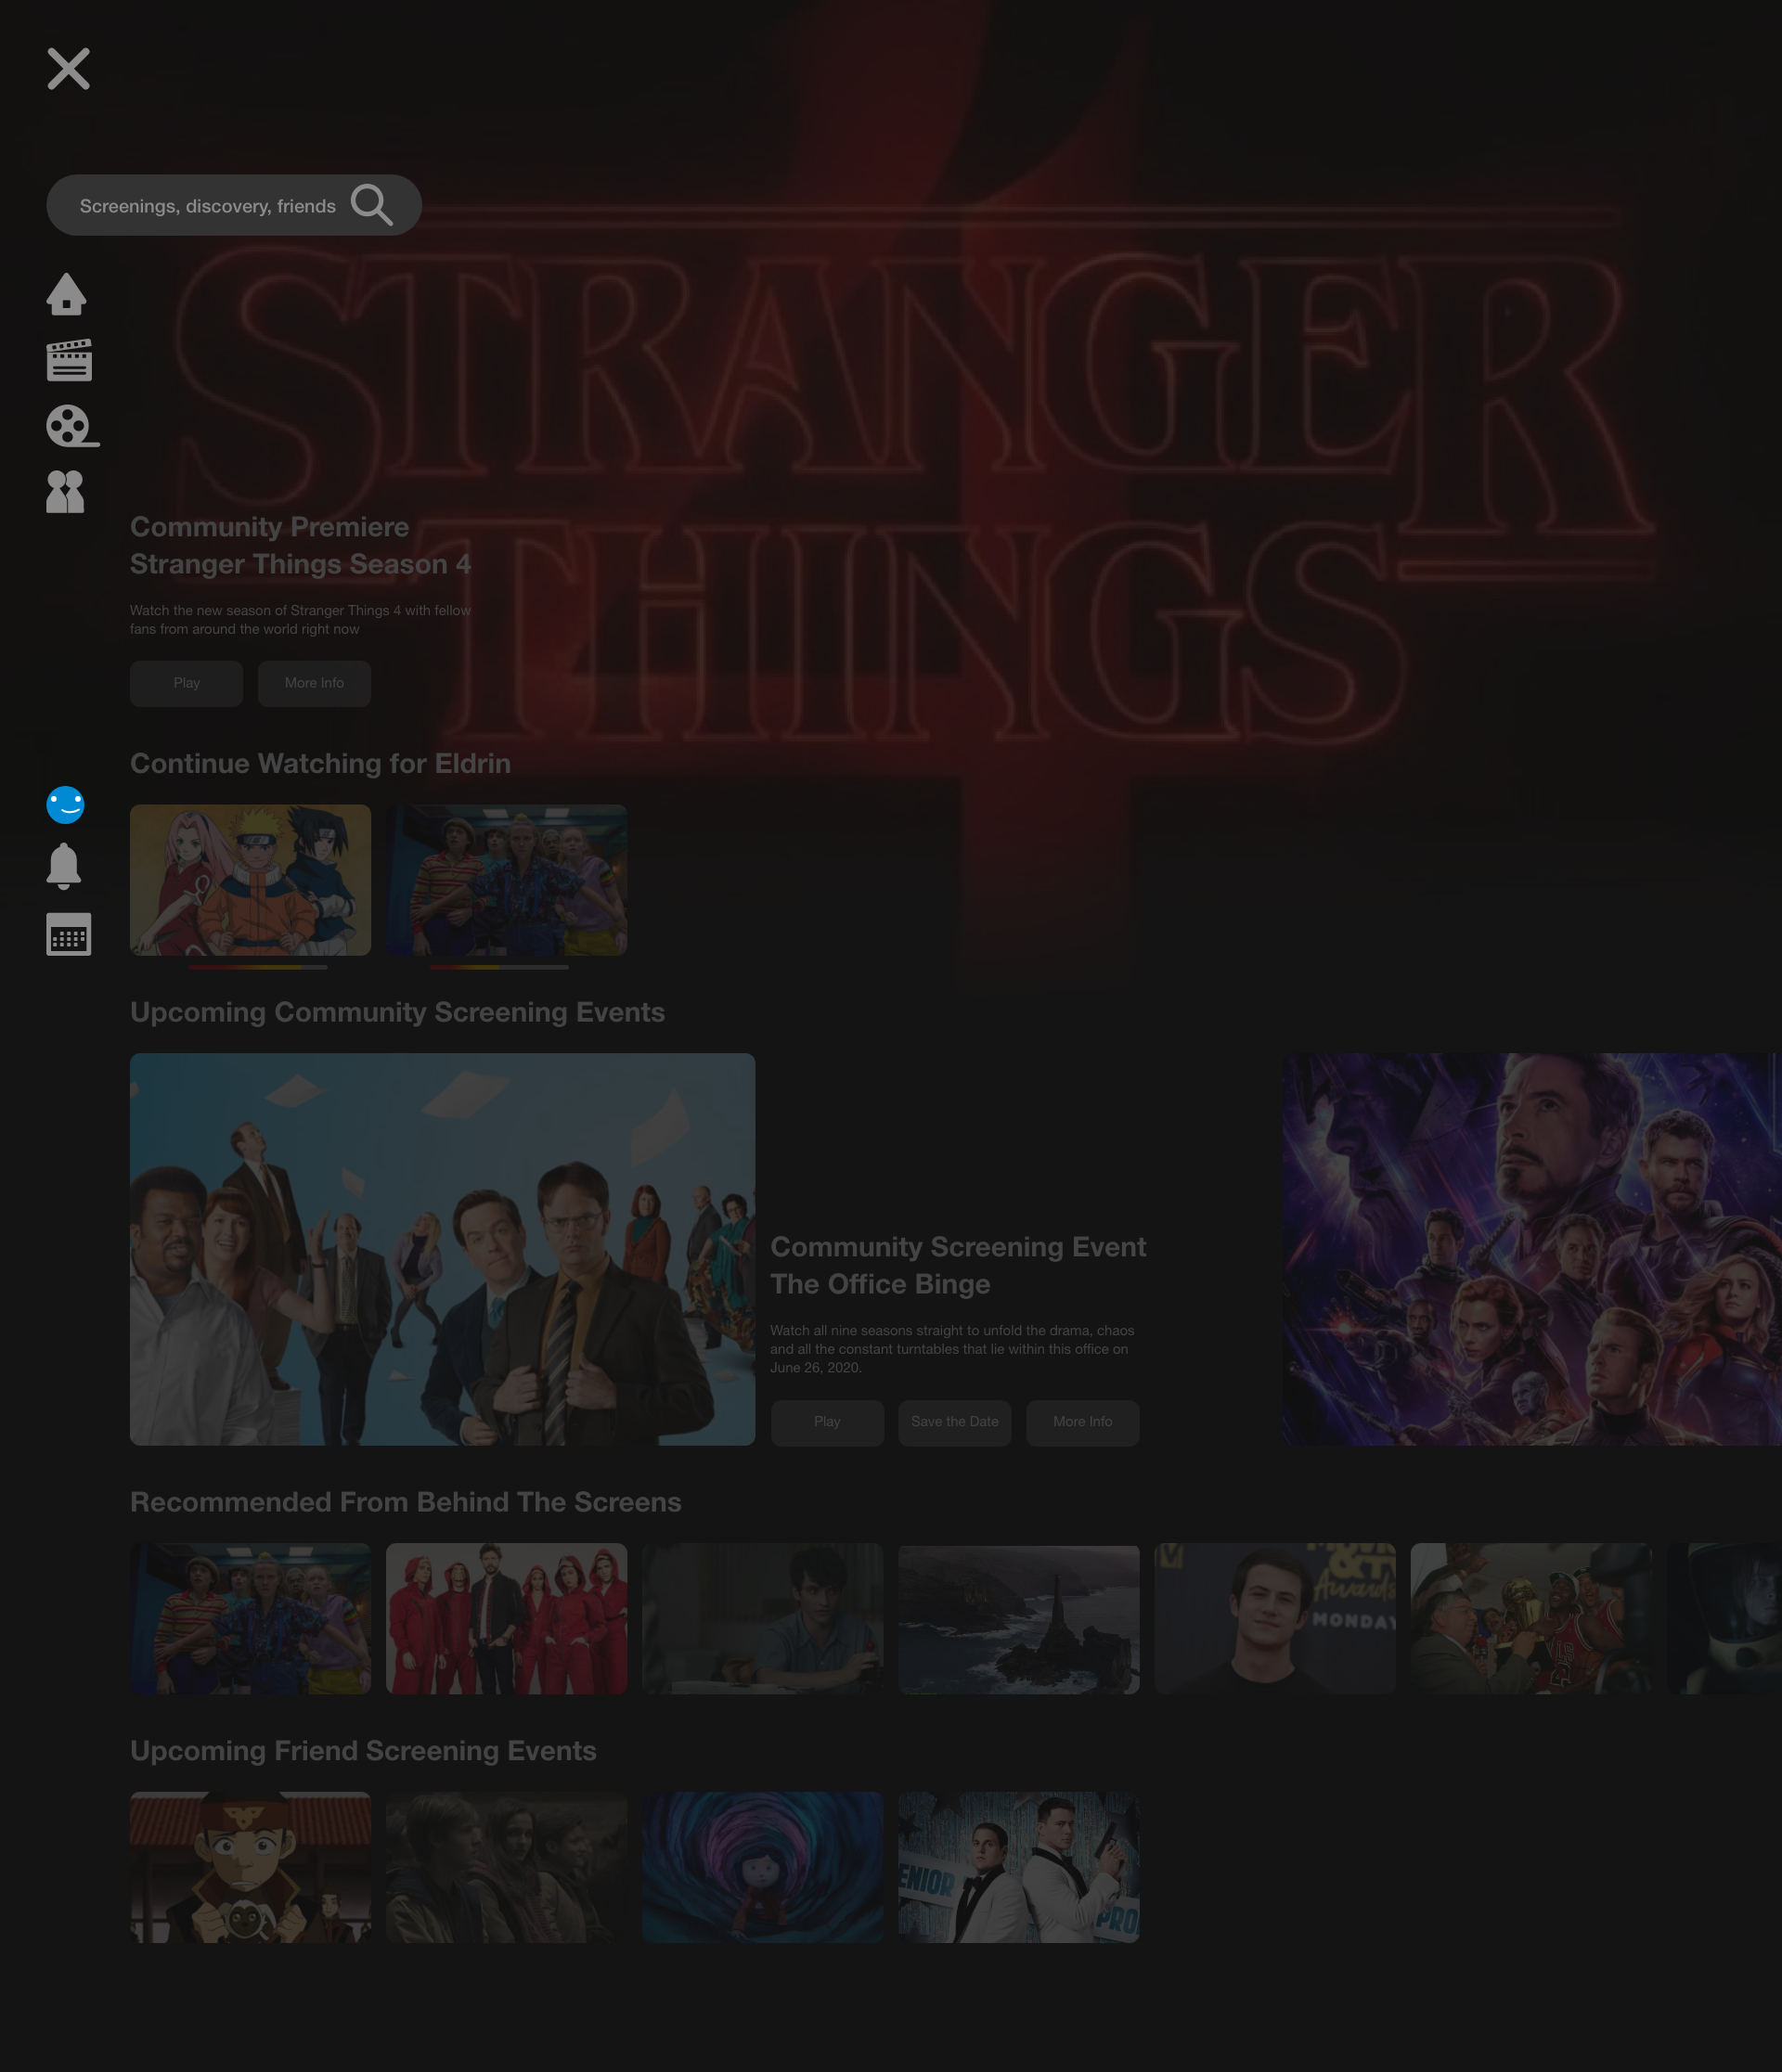 Screenings, discovery, friends
STRANGER
THINGS
4
Community Premiere
Stranger Things Season 4
Watch the new season of Stranger Things 4 with fellow
fans from around the world right now
Play
More Info
Continue Watching for Eldrin
Upcoming Community Screening Events
Community Screening Event
The Office Binge
Watch all nine seasons straight to unfold the drama, chaos
and all the constant turntables that lie within this office on
June 26, 2020.
Play
Save the Date
More Info
Recommended From Behind The Screens
&T
Awards
MONDAY
Upcoming Friend Screening Events
ENIOR
PRO